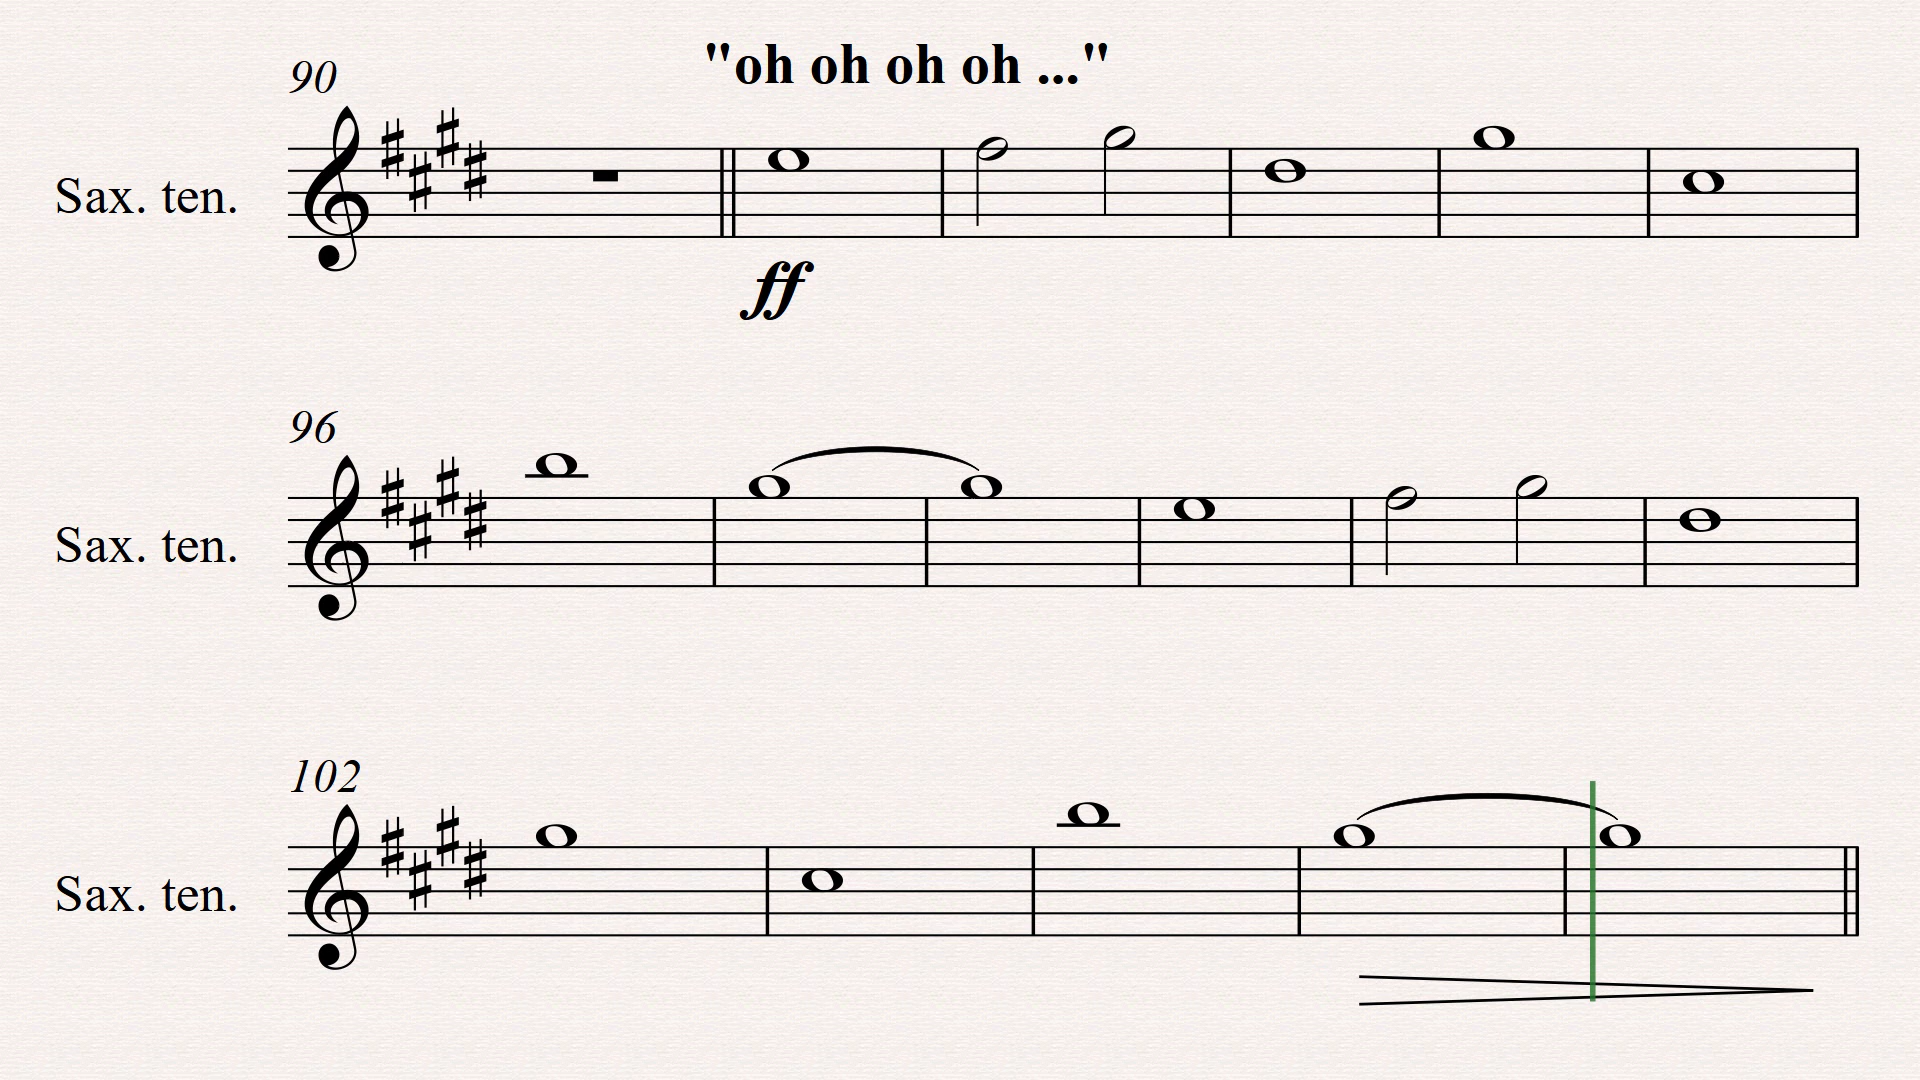 "oh oh oh oh ..."
90
Sax. ten.
ff
96
Sax. ten.
102
Sax. ten.